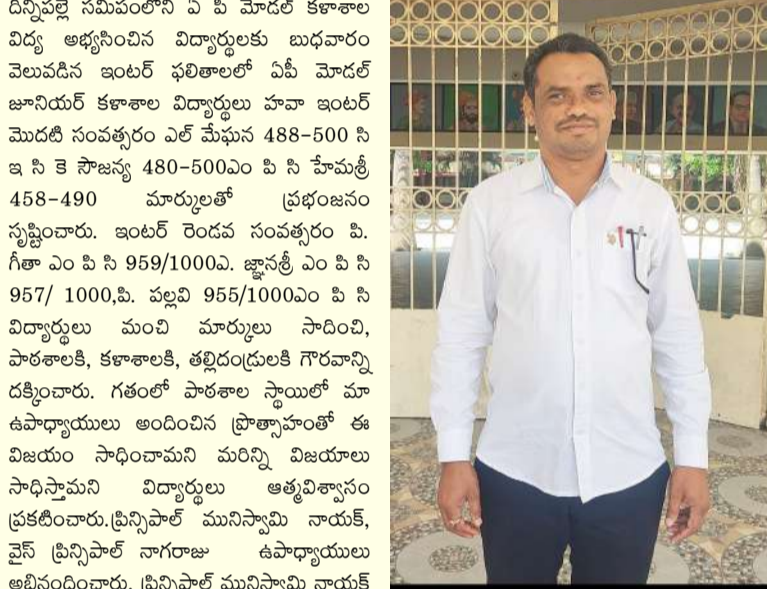 దిన్నిపల్లె సమీపంలోని ఏ పీ మోడల్ కళాశాల
విద్య అభ్యసించిన విద్యార్థులకు బుధవారం
వెలువడిన ఇంటర్ ఫలితాలలో ఏపీ మోడల్
జూనియర్ కళాశాల విద్యార్థులు హవా ఇంటర్
మొదటి సంవత్సరం ఎల్ మేఘన 488-500 సి
ఇ సి కె సౌజన్య 480-500ఎం పి సి హేమశ్రీ
458-490 మార్కులతో ప్రభంజనం
సృష్టించారు. ఇంటర్ రెండవ సంవత్సరం పి.
గీతా ఎం పి సి 959/1000ఎ. జ్ఞానశ్రీ ఎం పి సి
957/ 1000,పి. పల్లవి 955/1000ఎం పి సి
విద్యార్థులు మంచి మార్కులు సాదించి,
పాఠశాలకి, కళాశాలకి, తల్లిదండ్రులకి గౌరవాన్ని
దక్కించారు. గతంలో పాఠశాల స్థాయిలో మా
ఉపాధ్యాయులు అందించిన ప్రొత్సాహంతో ఈ
విజయం సాధించామని మరిన్ని విజయాలు
సాధిస్తామని విద్యార్థులు ఆత్మవిశ్వాసం
ప్రకటించారు.ప్రిన్సిపాల్ మునిస్వామి నాయక్,
వైస్ ప్రిన్సిపాల్ నాగరాజు ఉపాధ్యాయులు
అభినందించారు. ప్రిన్సిపాల్ మునిస్వామి నాయక్